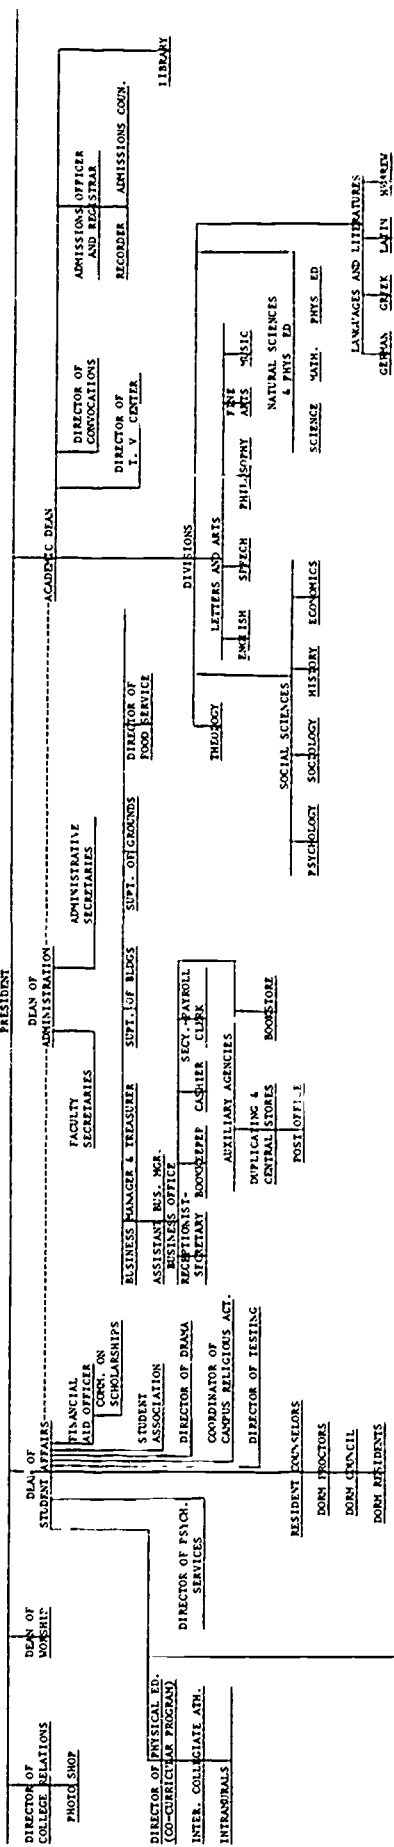 PRESIDENT
DIRECTOR OF
COLLEGE RELATIONS
PHOTO SHOP
DEAN OF
WORSHIP
DEAN OF
STUDENT AFFAIRS
FINANCIAL
AID OFFICER
COMM. ON
SCHOLARSHIPS
STUDENT
ASSOCIATION
DIRECTOR OF DRAMA
COORDINATOR OF
CAMPUS RELIGIOUS ACT.
DIRECTOR OF TESTING
DIRECTOR OF PSYCH.
SERVICES
DIRECTOR OF PHYSICAL ED.
(CO-CURRICULAR PROGRAM)
INTER. COLLEGIATE ATH.
INTRAMURALS
RESIDENT COUNSELORS
DORM PROCTORS
DORM COUNCIL
DORM RESIDENTS
DEAN OF
ADMINISTRATION
FACULTY
SECRETARIES
ADMINISTRATIVE
SECRETARIES
BUSINESS MANAGER & TREASURER
SUPT. OF BLDGS
SUPT. OF GROUNDS
DIRECTOR OF
FOOD SERVICE
ASSISTANT BUS. MGR.
BUSINESS OFFICE
RECEPTIONIST-
SECRETARY
BOOKKEEPEP
CASHIER
SECY.-PAYROLL
CLERK
AUXILIARY AGENCIES
DUPLICATING &
CENTRAL STORES
BOOKSTORE
POST OFFICE
ACADEMIC DEAN
DIRECTOR OF
CONVOCATIONS
DIRECTOR OF
T. V. CENTER
ADMISSIONS OFFICER
AND REGISTRAR
RECORDER
ADMISSIONS COUN.
LIBRARY
DIVISIONS
THEOLOGY
LETTERS AND ARTS
ENGLISH
SPEECH
PHILOSOPHY
FINE
ARTS
MUSIC
SOCIAL SCIENCES
PSYCHOLOGY
SOCIOLOGY
HISTORY
ECONOMICS
NATURAL SCIENCES
& PHYS ED
SCIENCE
MATH.
PHYS ED
LANGUAGES AND LITERATURES
GERMAN
GREEK
LATIN
HEBREW